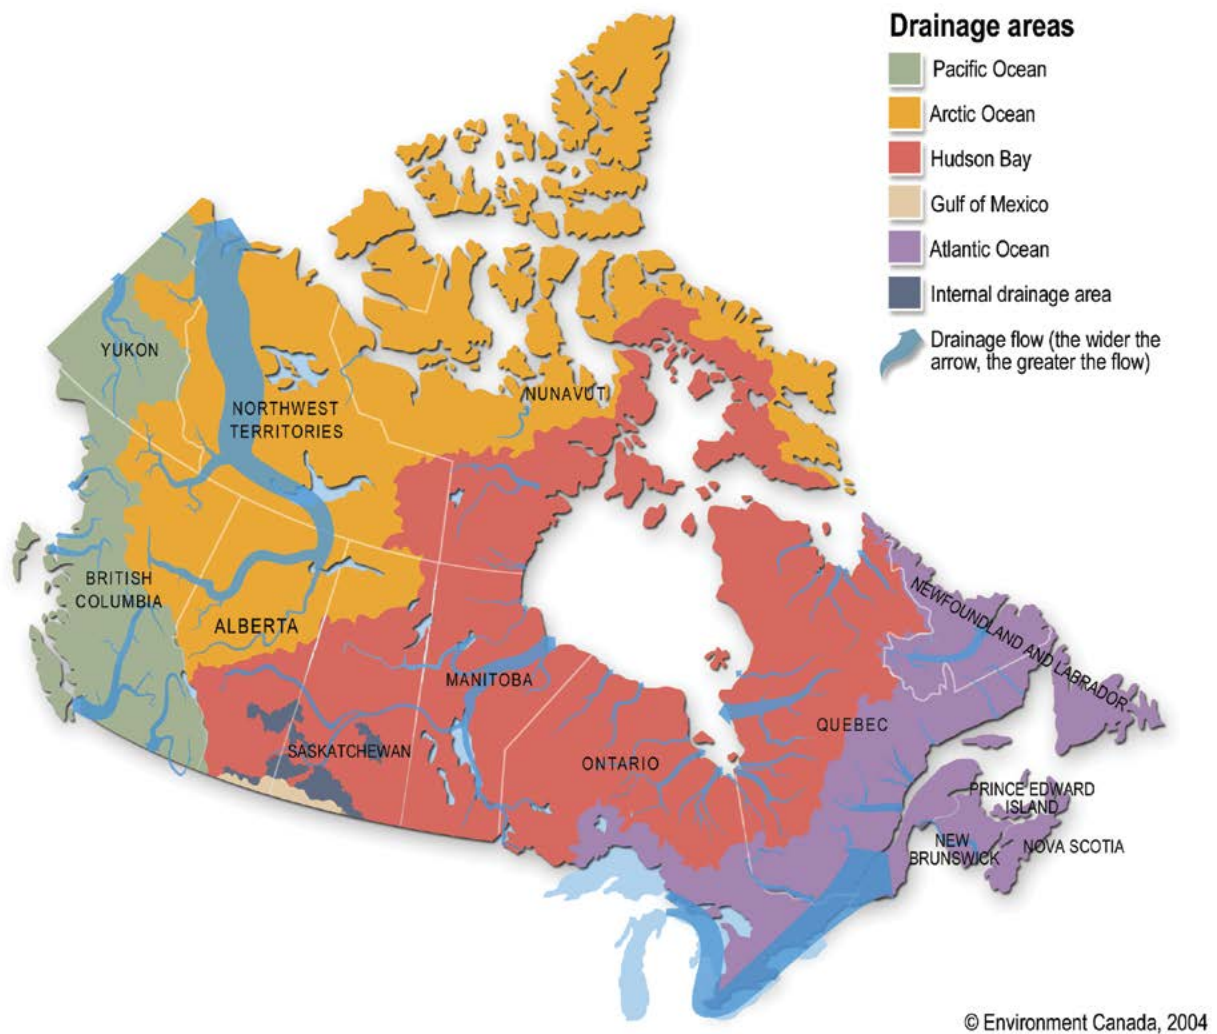 Drainage areas
Pacific Ocean
Arctic Ocean
Hudson Bay
Gulf of Mexico
Atlantic Ocean
Internal drainage area
Drainage flow (the wider the
arrow, the greater the flow)
YUKON
NORTHWEST
TERRITORIES
NUNAVUT
BRITISH
COLUMBIA
ALBERTA
SASKATCHEWAN
MANITOBA
ONTARIO
QUEBEC
NEWFOUNDLAND AND LABRADOR
PRINCE EDWARD
ISLAND
NEW
BRUNSWICK
NOVA SCOTIA
© Environment Canada, 2004